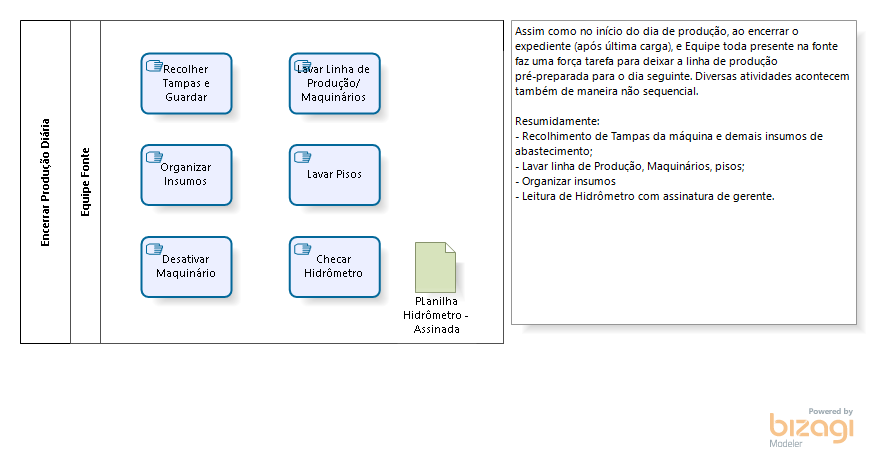 Encerrar Produção Diária
Equipe Fonte
Recolher
Tampas e
Guardar
Lavar Linha de
Produção/
Maquinários
Organizar
Insumos
Lavar Pisos
Desativar
Maquinário
Checar
Hidrômetro
PLanilha
Hidrômetro -
Assinada
Assim como no início do dia de produção, ao encerrar o
expediente (após última carga), e Equipe toda presente na fonte
faz uma força tarefa para deixar a linha de produção
pré-preparada para o dia seguinte. Diversas atividades acontecem
também de maneira não sequencial.
Resumidamente:
- Recolhimento de Tampas da máquina e demais insumos de
abastecimento;
- Lavar linha de Produção, Maquinários, pisos;
- Organizar insumos
- Leitura de Hidrômetro com assinatura de gerente.
Powered by
bizagi
Modeler